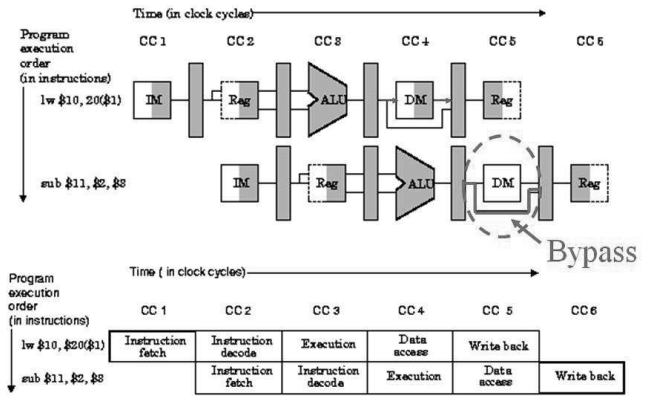 Time (in clock cycles)
Program
execution
order
(in instructions)
CC 1 CC 2 CC 3 CC 4 CC 5 CC 6
lw $10, 20($1) IM Reg ALU DM Reg
sub $11, $2, $3 IM Reg ALU DM Reg
Bypass
Time ( in clock cycles)
Program
execution
order
(in instructions)
CC 1 CC 2 CC 3 CC 4 CC 5 CC 6
lw $10, $20($1) Instruction fetch Instruction decode Execution Data access Write back
sub $11, $2, $3 Instruction fetch Instruction decode Execution Data access Write back